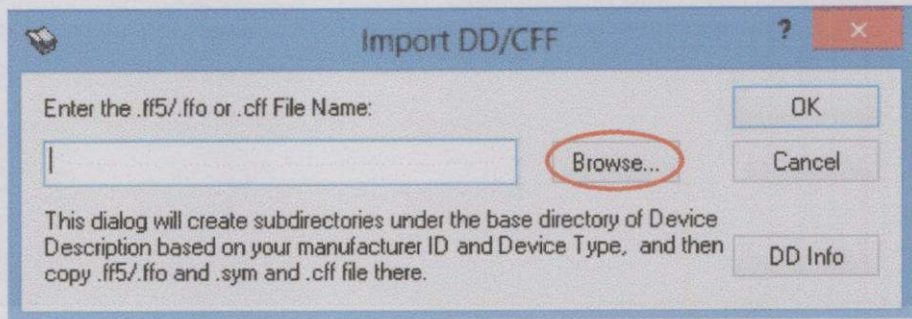 Import DD/CFF
?
×
Enter the .ff5/.ffo or .cff File Name:
OK
Browse...
Cancel
This dialog will create subdirectories under the base directory of Device
Description based on your manufacturer ID and Device Type, and then
copy .ff5/.ffo and .sym and .cff file there.
DD Info